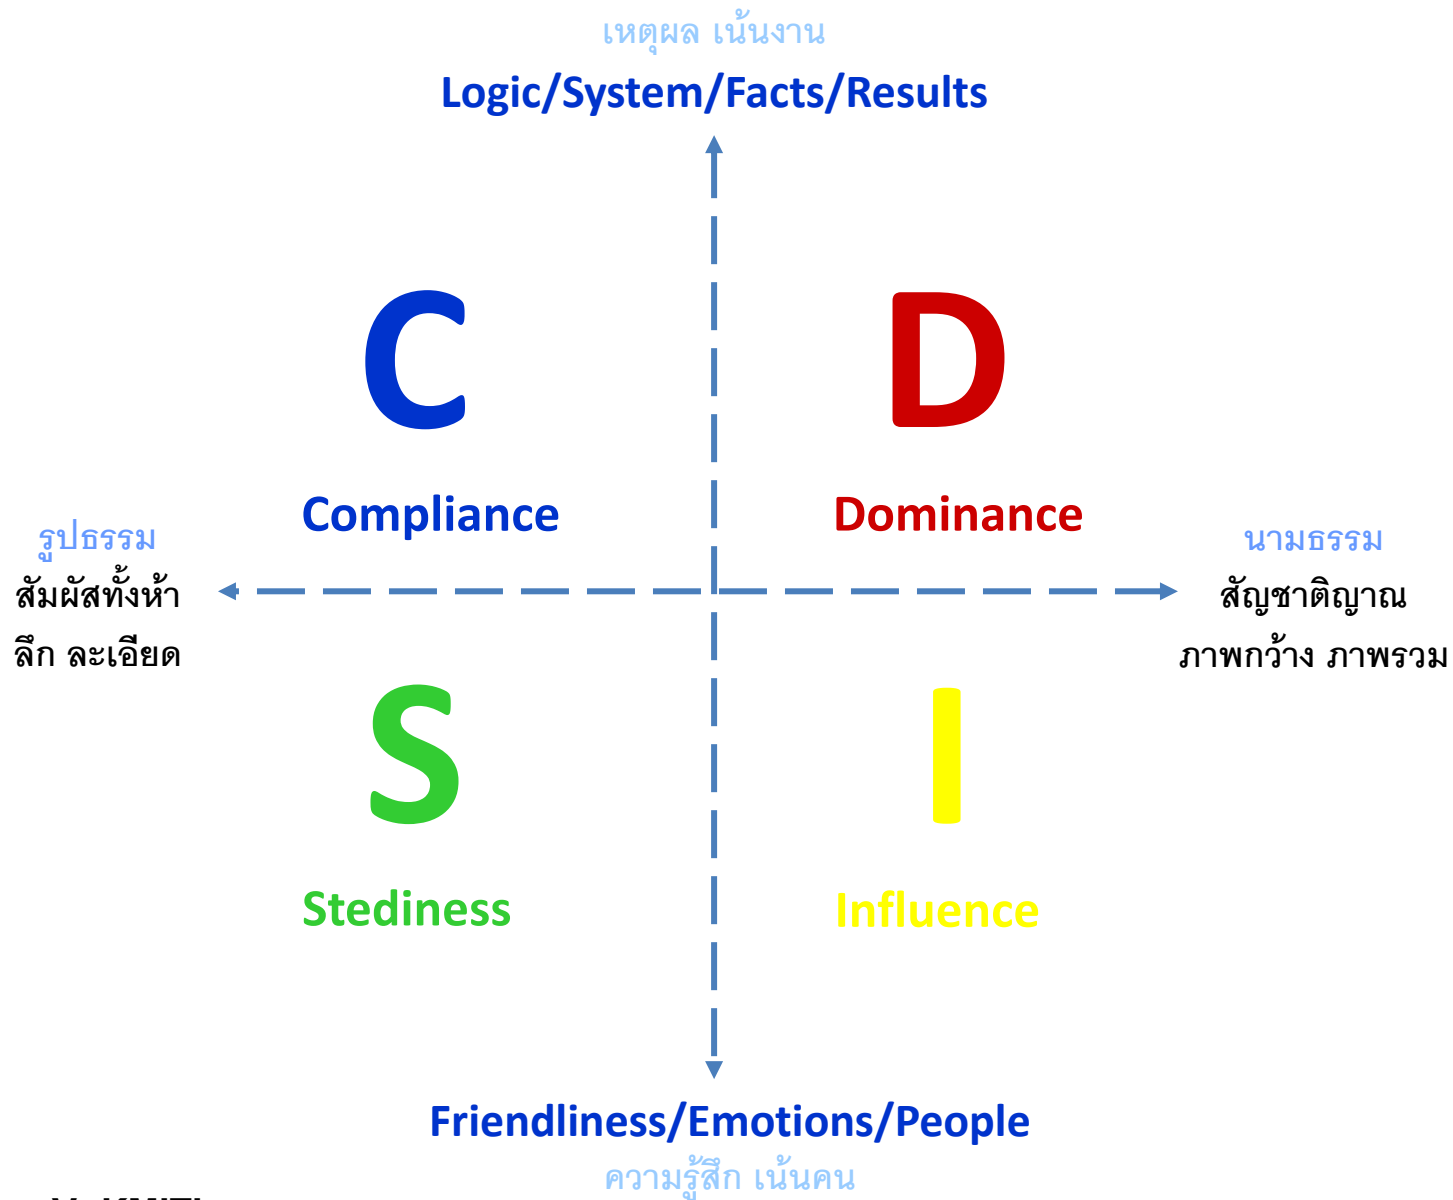 เหตุผล เน้นงาน
Logic/System/Facts/Results
C
D
Compliance
Dominance
รูปธรรม
สัมผัสทั้งห้า
ลึก ละเอียด
นามธรรม
สัญชาติญาณ
ภาพกว้าง ภาพรวม
S
I
Stediness
Influence
Friendliness/Emotions/People
ความรู้สึก เน้นคน